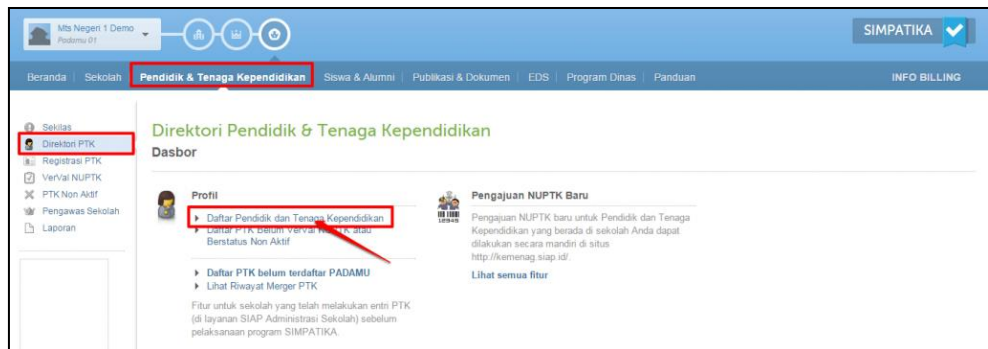 Mts Negeri 1 Demo
Padamu 01
SIMPATIKA
Beranda Sekolah Pendidik & Tenaga Kependidikan Siswa & Alumni Publikasi & Dokumen EDS Program Dinas Panduan INFO BILLING
Sekilas
Direktori PTK
Registrasi PTK
VerVal NUPTK
PTK Non Aktif
Pengawas Sekolah
Laporan
Direktori Pendidik & Tenaga Kependidikan
Dasbor
Profil
Daftar Pendidik dan Tenaga Kependidikan
Daftar PTK Belum VerVal NUPTK atau
Berstatus Non Aktif
Daftar PTK belum terdaftar PADAMU
Lihat Riwayat Merger PTK
Fitur untuk sekolah yang telah melakukan entri PTK
(di layanan SIAP Administrasi Sekolah) sebelum
pelaksanaan program SIMPATIKA.
Pengajuan NUPTK Baru
Pengajuan NUPTK baru untuk Pendidik dan Tenaga
Kependidikan yang berada di sekolah Anda dapat
dilakukan secara mandiri di situs
http://kemenag.siap.id/.
Lihat semua fitur